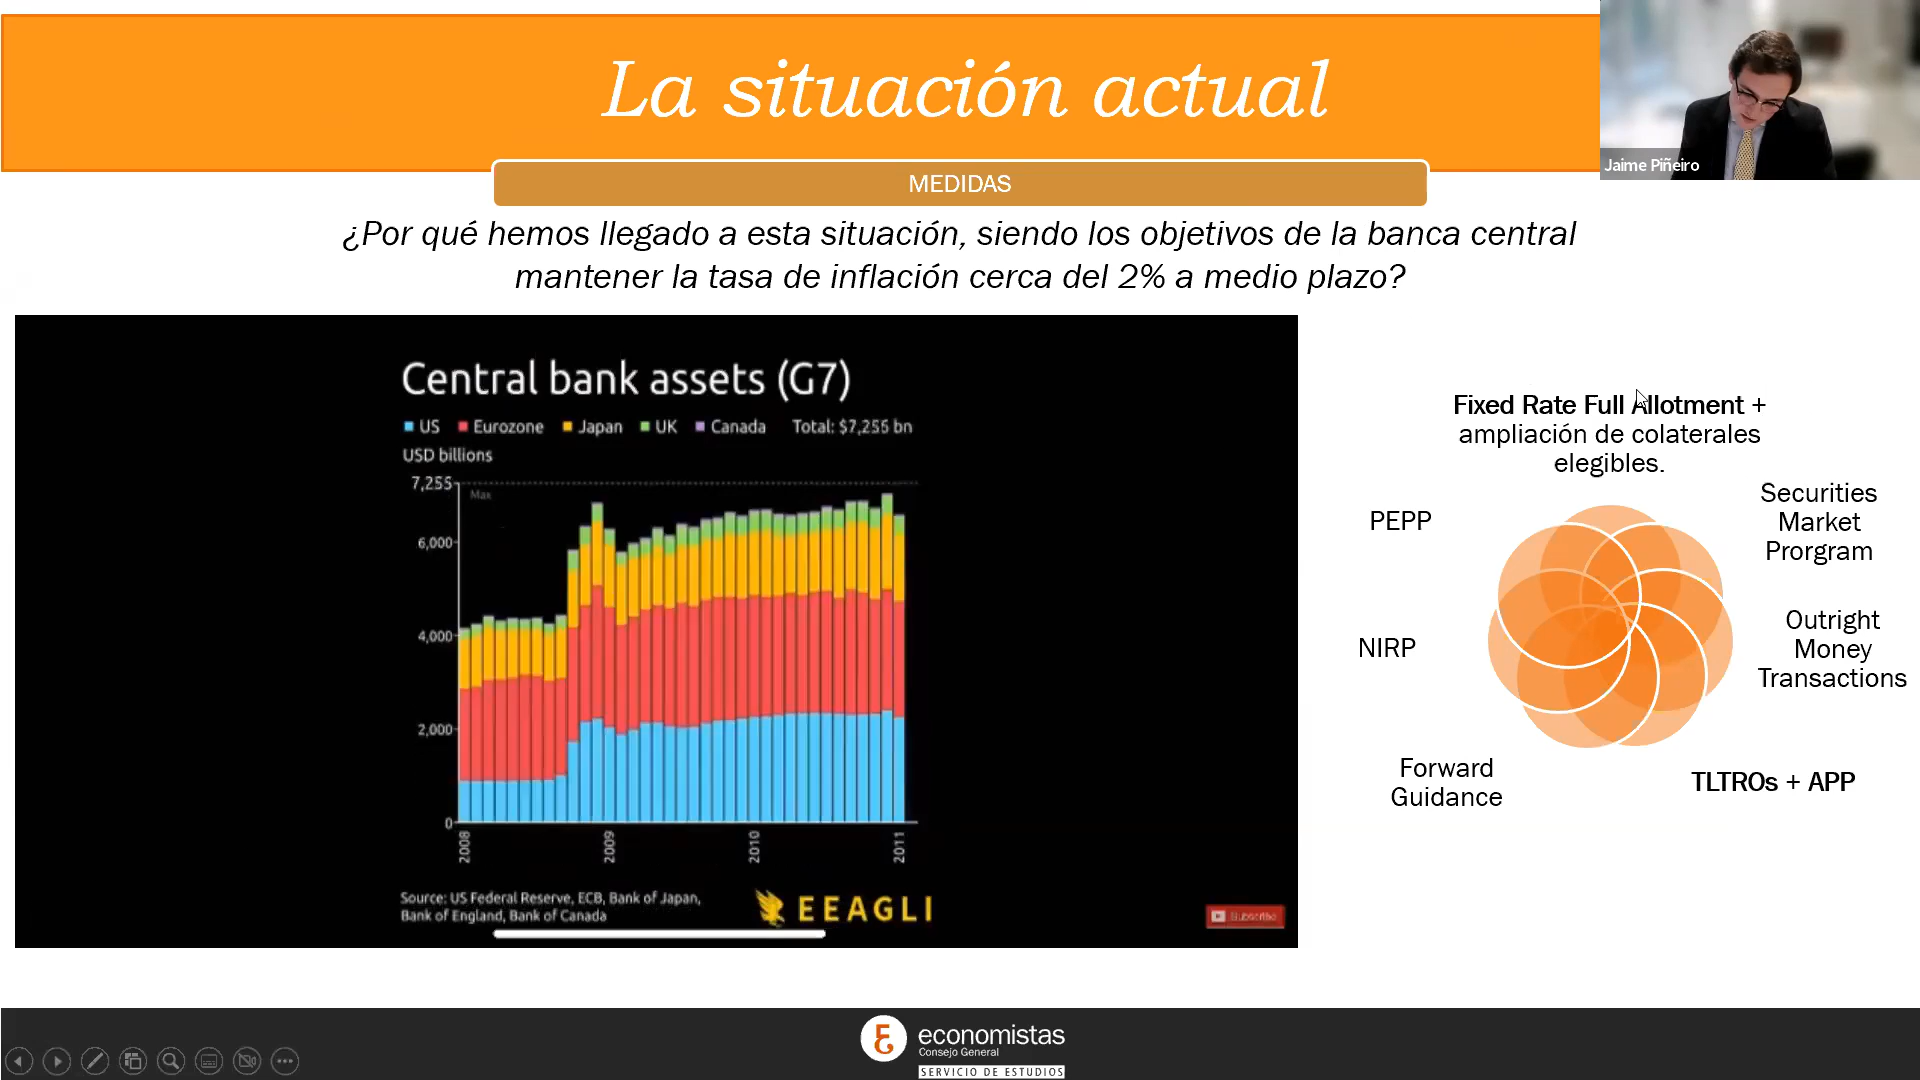 La situación actual
Jaime Piñeiro
MEDIDAS
¿Por qué hemos llegado a esta situación, siendo los objetivos de la banca central
mantener la tasa de inflación cerca del 2% a medio plazo?
Central bank assets (G7)
US Eurozone Japan UK Canada Total: $7,255 bn
USD billions
7,255
Max
6,000
4,000
2,000
0
2008
2009
2010
2011
Source: US Federal Reserve, ECB, Bank of Japan,
Bank of England, Bank of Canada
EEAGLI
Subscribe
Fixed Rate Full Allotment +
ampliación de colaterales
elegibles.
Securities
Market
Prorgram
Outright
Money
Transactions
TLTROs + APP
Forward
Guidance
NIRP
PEPP
economistas
Consejo General
SERVICIO DE ESTUDIOS